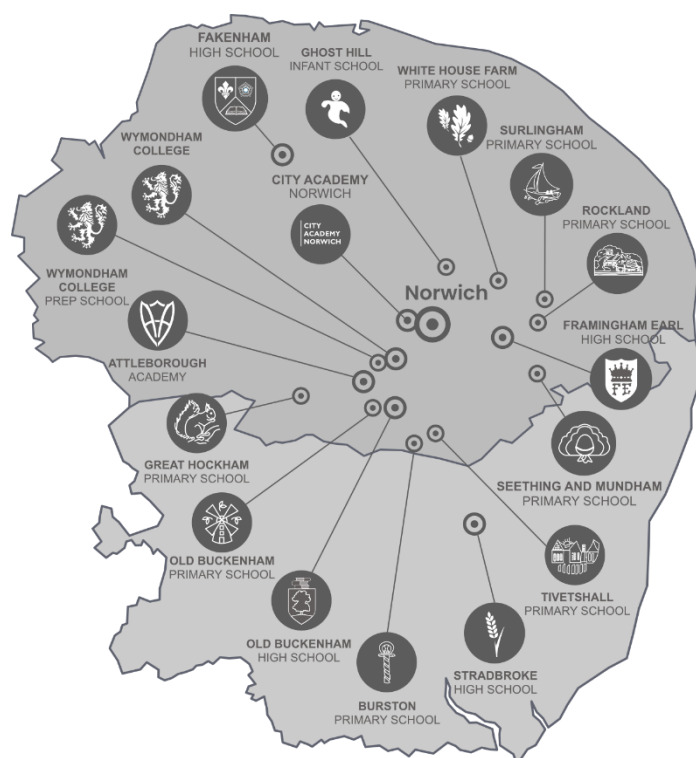 FAKENHAM
HIGH SCHOOL
GHOST HILL
INFANT SCHOOL
WHITE HOUSE FARM
PRIMARY SCHOOL
SURLINGHAM
PRIMARY SCHOOL
WYMONDHAM
COLLEGE
CITY ACADEMY
NORWICH
CITY
ACADEMY
NORWICH
ROCKLAND
PRIMARY SCHOOL
WYMONDHAM
COLLEGE
PREP SCHOOL
Norwich
FRAMINGHAM EARL
HIGH SCHOOL
FE
ATTLEBOROUGH
ACADEMY
GREAT HOCKHAM
PRIMARY SCHOOL
SEETHING AND MUNDHAM
PRIMARY SCHOOL
OLD BUCKENHAM
PRIMARY SCHOOL
TIVETSHALL
PRIMARY SCHOOL
OLD BUCKENHAM
HIGH SCHOOL
STRADBROKE
HIGH SCHOOL
BURSTON
PRIMARY SCHOOL